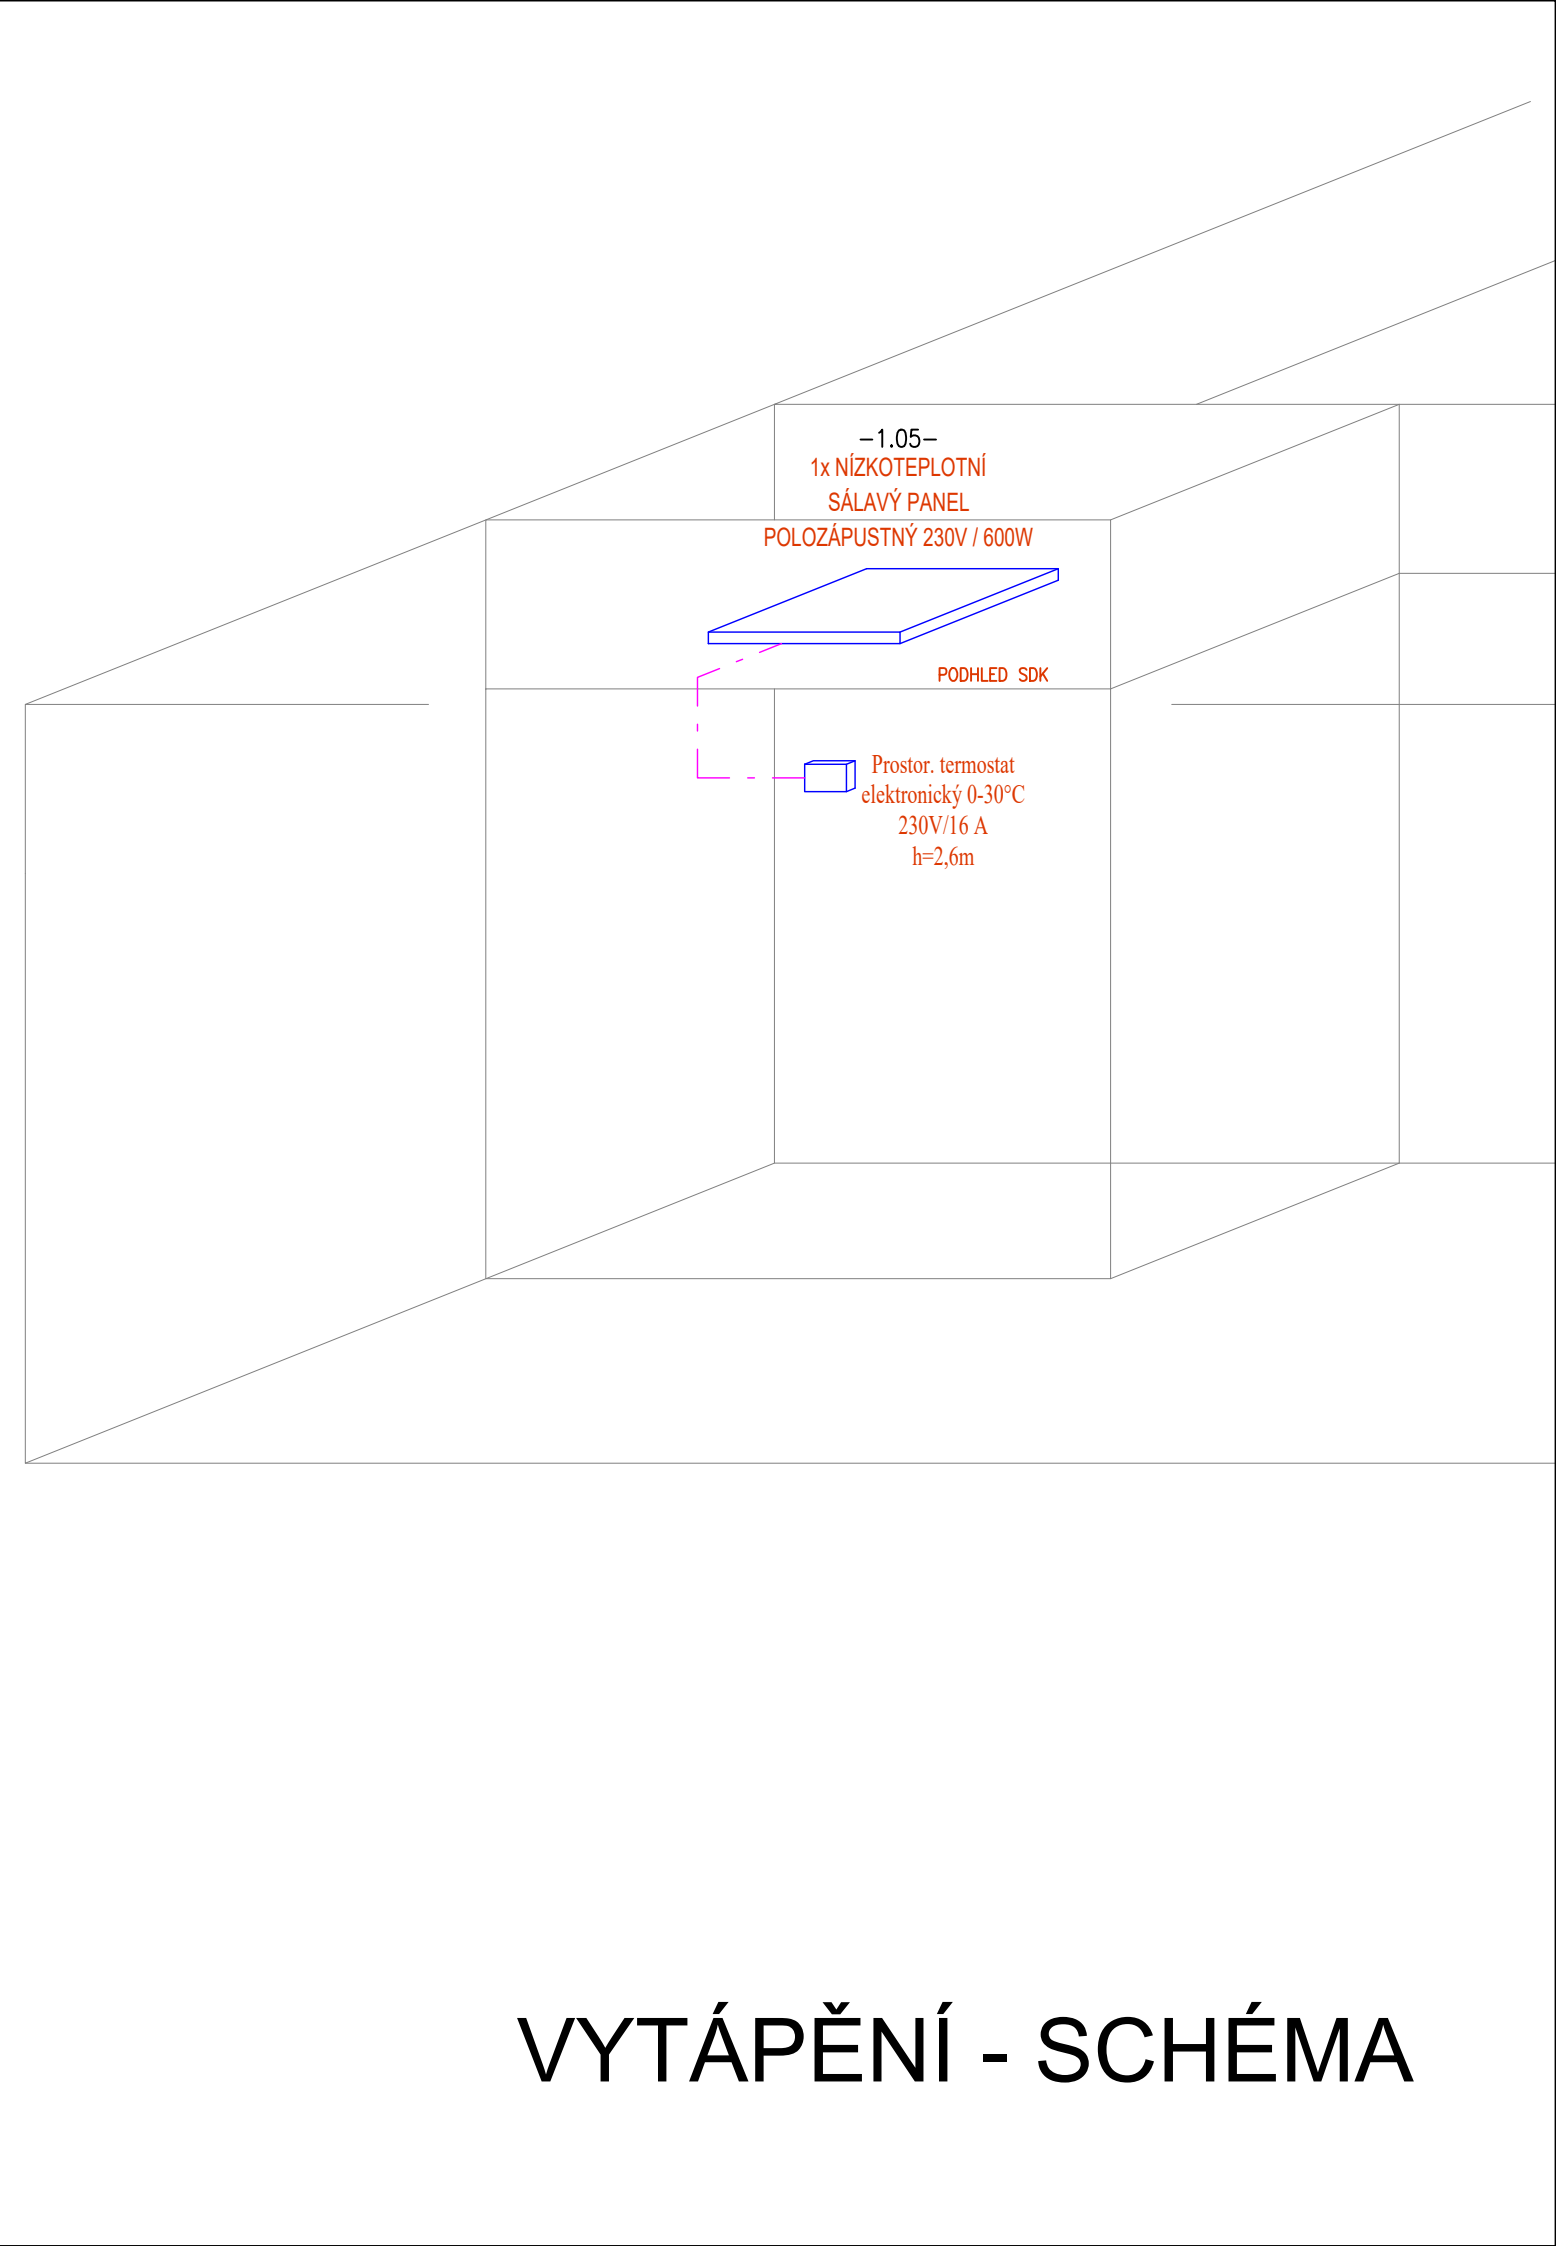 -1.05-
1x NÍZKOTEPLOTNÍ
SÁLAVÝ PANEL
POLOZÁPUSTNÝ 230V / 600W
PODHLED SDK
Prostor. termostat
elektronický 0-30°C
230V/16 A
h=2,6m
VYTÁPĚNÍ - SCHÉMA